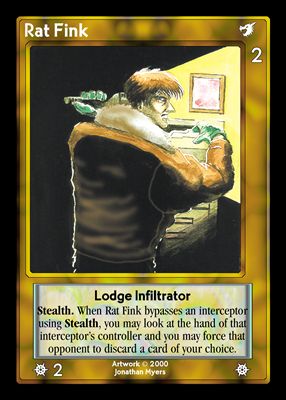 Rat Fink
2
Lodge Infiltrator
Stealth. When Rat Fink bypasses an interceptor
using Stealth, you may look at the hand of that
interceptor's controller and you may force that
opponent to discard a card of your choice.
2
Artwork © 2000
Jonathan Myers